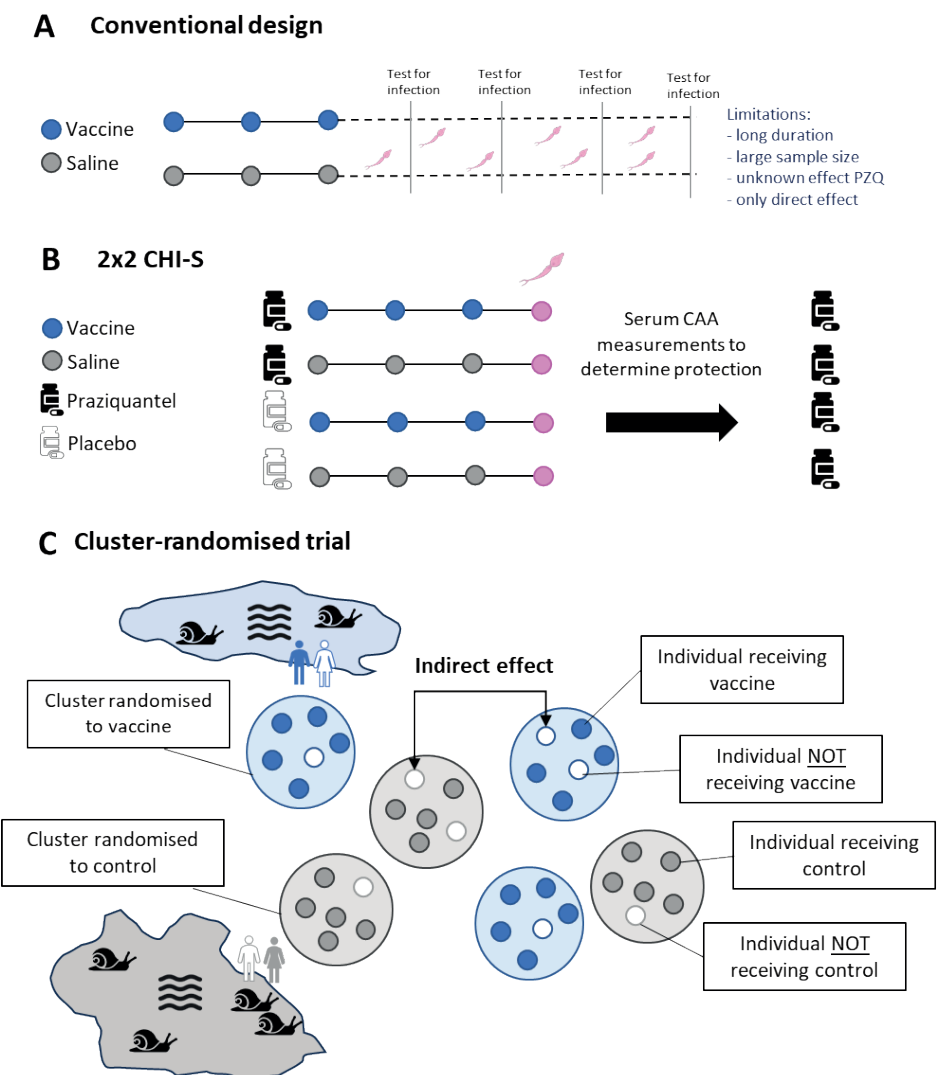 A Conventional design
Test for
infection
Test for
infection
Test for
infection
Test for
infection
Vaccine
Saline
Limitations:
- long duration
- large sample size
- unknown effect PZQ
- only direct effect
B 2x2 CHI-S
Vaccine
Saline
Praziquantel
Placebo
Serum CAA
measurements to
determine protection
C Cluster-randomised trial
Indirect effect
Individual receiving
vaccine
Cluster randomised
to vaccine
Individual NOT
receiving vaccine
Cluster randomised
to control
Individual receiving
control
Individual NOT
receiving control